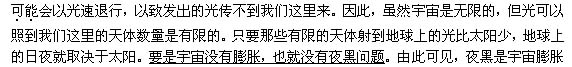 可能会以光速退行，以致发出的光传不到我们这里来。因此，虽然宇宙是无限的，但光可以
照到我们这里的天体数量是有限的。只要那些有限的天体射到地球上的光比太阳少，地球上
的日夜就取决于太阳。要是宇宙没有膨胀，也就没有夜黑问题。由此可见，夜黑是宇宙膨胀